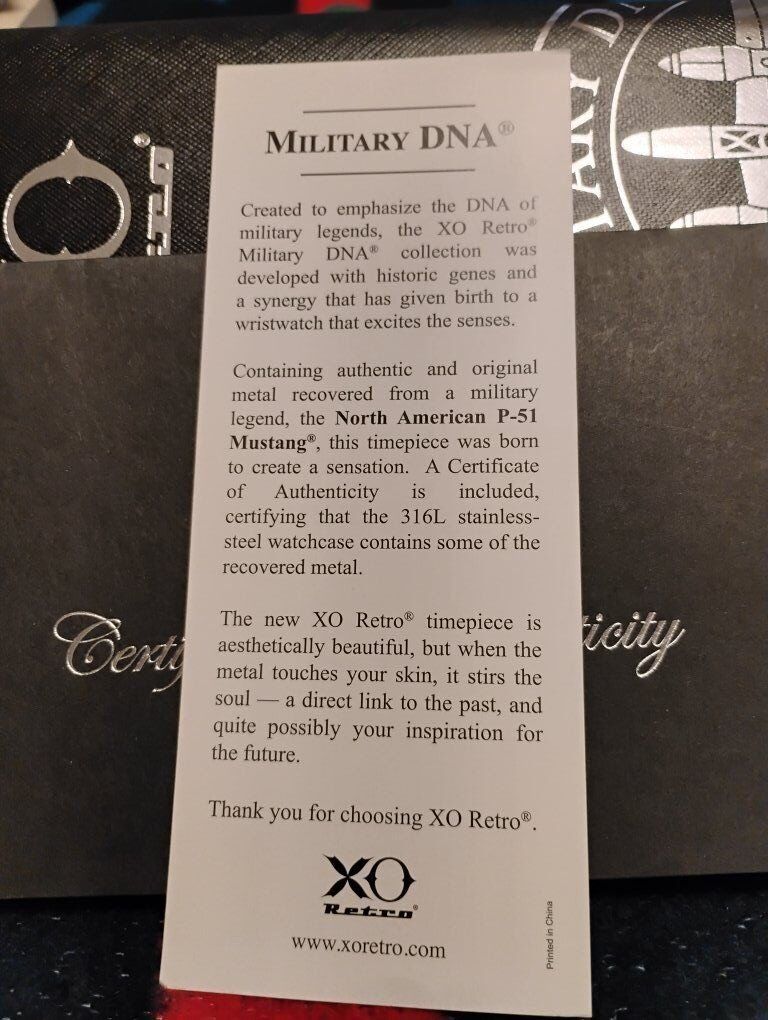 MILITARY DNA®
Created to emphasize the DNA of
military legends, the XO Retro®
Military DNA® collection was
developed with historic genes and
a synergy that has given birth to a
wristwatch that excites the senses.
Containing authentic and original
metal recovered from a military
legend, the North American P-51
Mustang®, this timepiece was born
to create a sensation. A Certificate
of Authenticity is included,
certifying that the 316L stainless-
steel watchcase contains some of the
recovered metal.
The new XO Retro® timepiece is
aesthetically beautiful, but when the
metal touches your skin, it stirs the
soul — a direct link to the past, and
quite possibly your inspiration for
the future.
Thank you for choosing XO Retro®.
XO
Retro®
www.xoretro.com
Printed in China